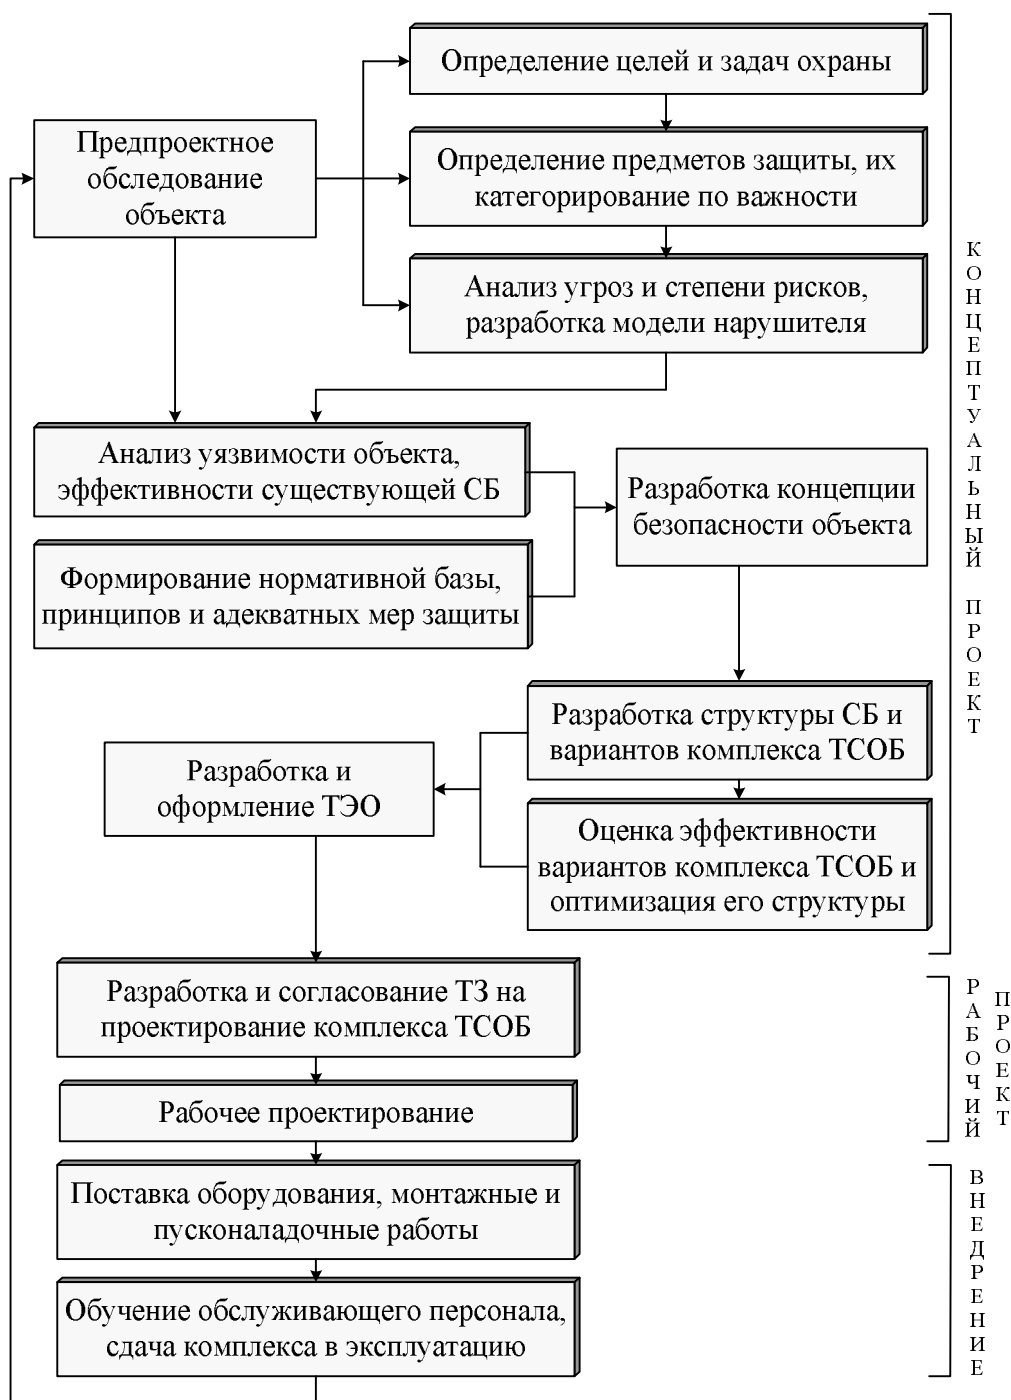 Определение целей и задач охраны
Предпроектное
обследование
объекта
Определение предметов защиты, их
категорирование по важности
Анализ угроз и степени рисков,
разработка модели нарушителя
Анализ уязвимости объекта,
эффективности существующей СБ
Разработка концепции
безопасности объекта
Формирование нормативной базы,
принципов и адекватных мер защиты
Разработка структуры СБ и
вариантов комплекса ТСОБ
Разработка и
оформление ТЭО
Оценка эффективности
вариантов комплекса ТСОБ и
оптимизация его структуры
КОНЦЕПТУАЛЬНЫЙ ПРОЕКТ
Разработка и согласование ТЗ на
проектирование комплекса ТСОБ
Рабочее проектирование
РАБОЧИЙ
ПРОЕКТ
Поставка оборудования, монтажные и
пусконаладочные работы
Обучение обслуживающего персонала,
сдача комплекса в эксплуатацию
ВНЕДРЕНИЕ